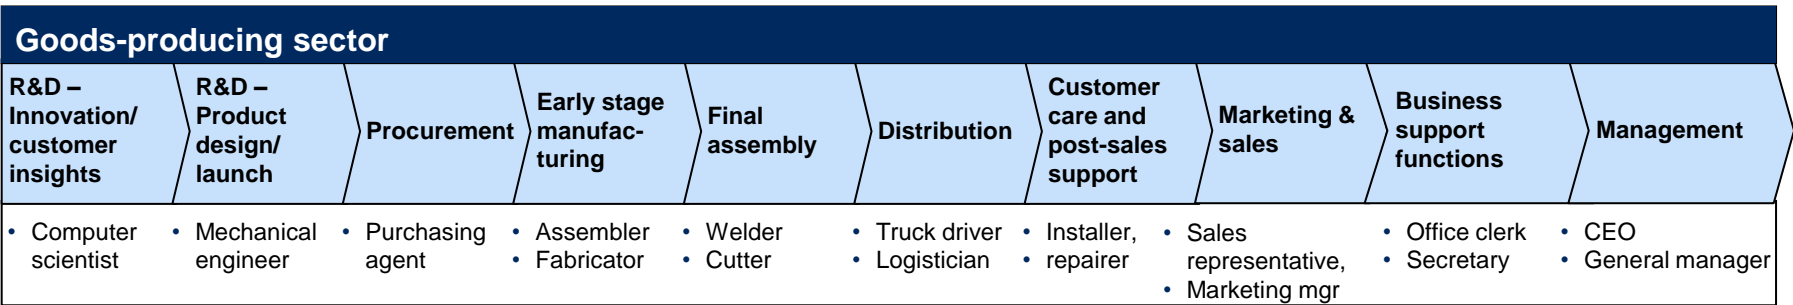 Goods-producing sector
R&D –
Innovation/
customer
insights
R&D –
Product
design/
launch
Procurement
Early stage
manufac-
turing
Final
assembly
Distribution
Customer
care and
post-sales
support
Marketing &
sales
Business
support
functions
Management
• Computer
scientist
• Mechanical
engineer
• Purchasing
agent
• Assembler
• Fabricator
• Welder
• Cutter
• Truck driver
• Logistician
• Installer,
• repairer
• Sales
representative,
• Marketing mgr
• Office clerk
• Secretary
• CEO
• General manager